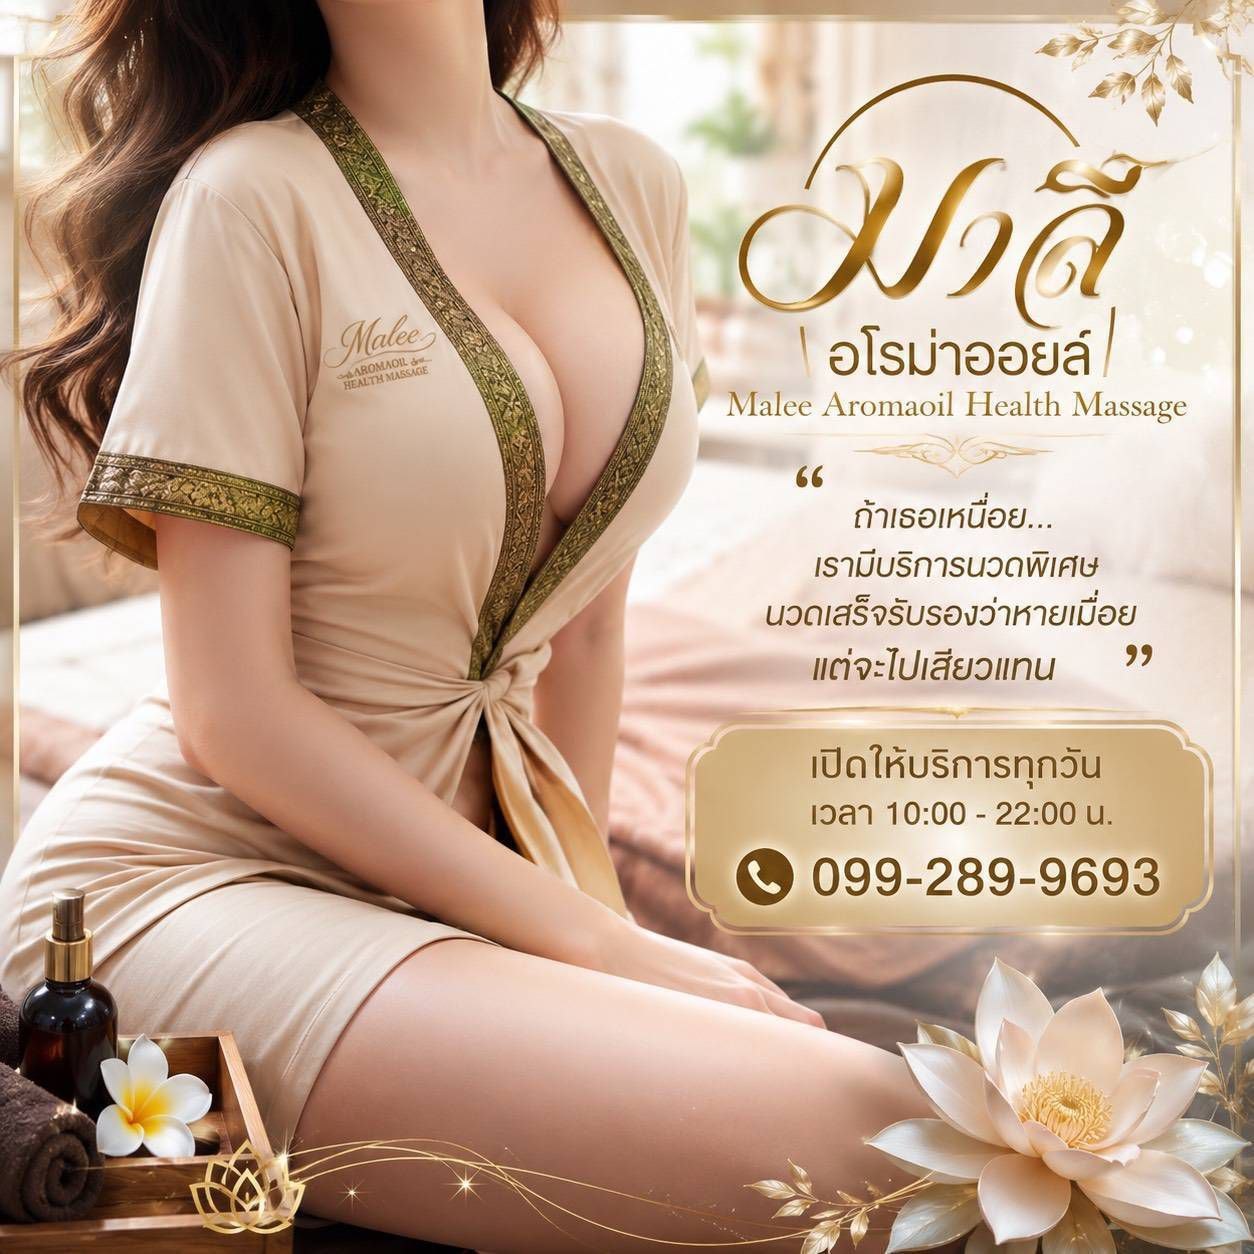 มาลี
อโรม่าออยล์
Malee Aromaoil Health Massage
“
ถ้าเธอเหนื่อย...
เรามีบริการนวดพิเศษ
นวดเสร็จรับรองว่าหายเมื่อย
แต่จะไปเสียวแทน ”
เปิดให้บริการทุกวัน
เวลา 10:00 - 22:00 น.
099-289-9693
Malee
AROMAOIL
HEALTH MASSAGE